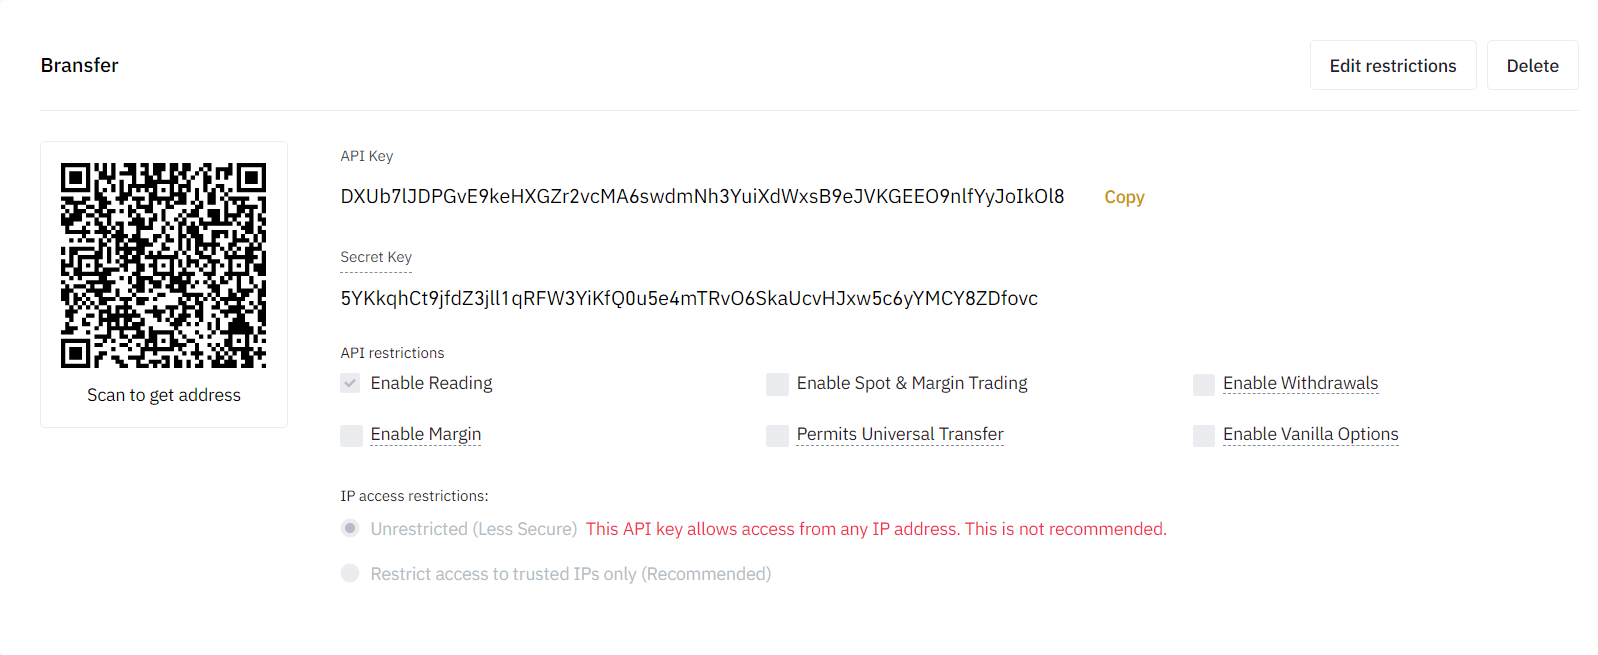 Bransfer
Edit restrictions
Delete
API Key
DXUb7lJDPGvE9keHXGZr2vcMA6swdmNh3YuiXdWxsB9eJVKGEEO9nlfYyJoIkOl8
Copy
Secret Key
5YKkqhCt9jfdZ3jll1qRFW3YiKfQ0u5e4mTRvO6SkaUcvHJxw5c6yYMCY8ZDfovc
Scan to get address
API restrictions
Enable Reading
Enable Spot & Margin Trading
Enable Withdrawals
Enable Margin
Permits Universal Transfer
Enable Vanilla Options
IP access restrictions:
Unrestricted (Less Secure) This API key allows access from any IP address. This is not recommended.
Restrict access to trusted IPs only (Recommended)